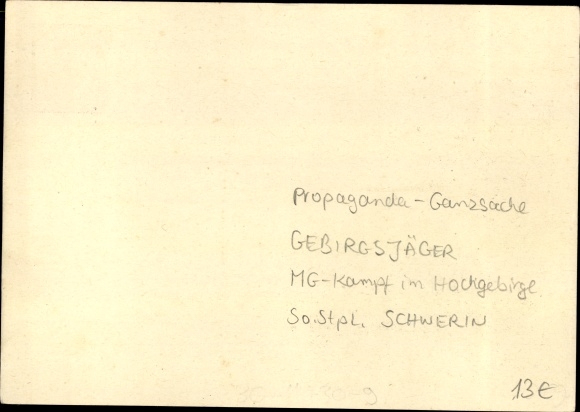 Propaganda-Ganzsache
GEBIRGSJÄGER
MG-Kampf im Hochgebirge
So.Stpl. SCHWERIN
13€